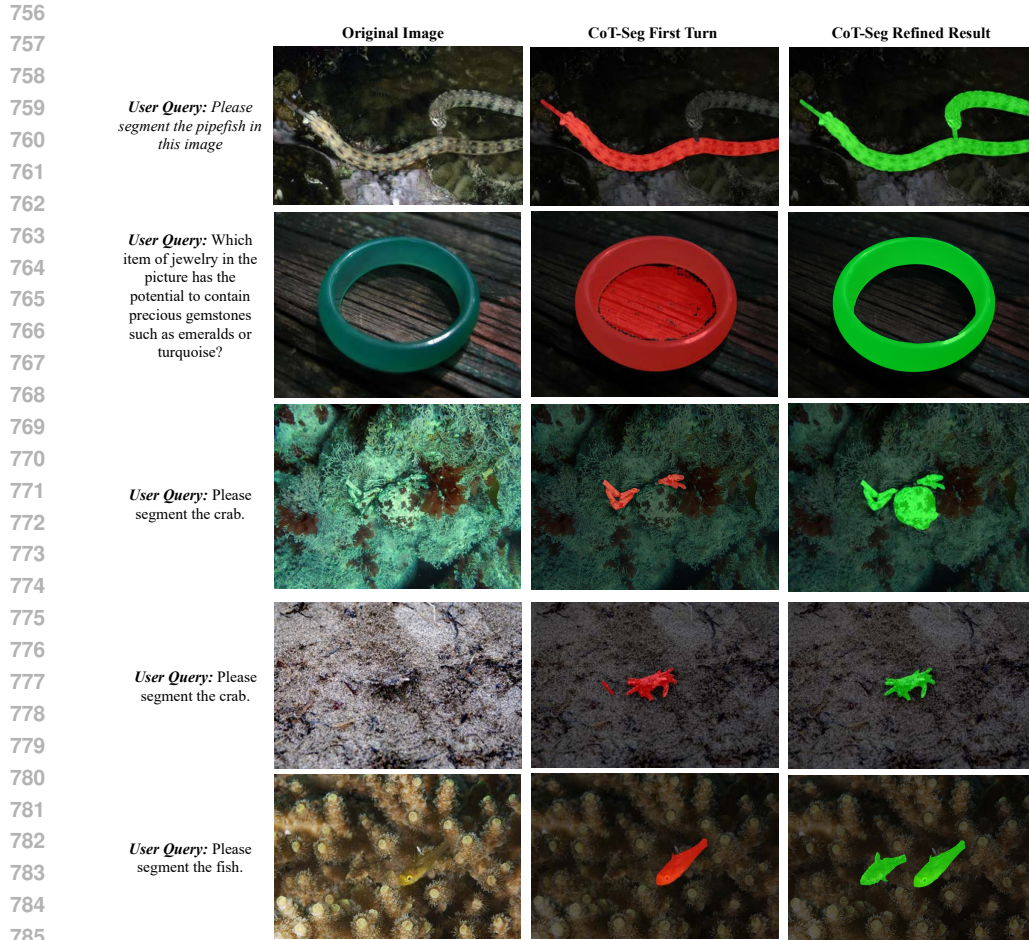 756
757
758
759
760
761
762
763
764
765
766
767
768
769
770
771
772
773
774
775
776
777
778
779
780
781
782
783
784
785
Original Image
CoT-Seg First Turn
CoT-Seg Refined Result
User Query: Please
segment the pipefish in
this image
User Query: Which
item of jewelry in the
picture has the
potential to contain
precious gemstones
such as emeralds or
turquoise?
User Query: Please
segment the crab.
User Query: Please
segment the crab.
User Query: Please
segment the fish.